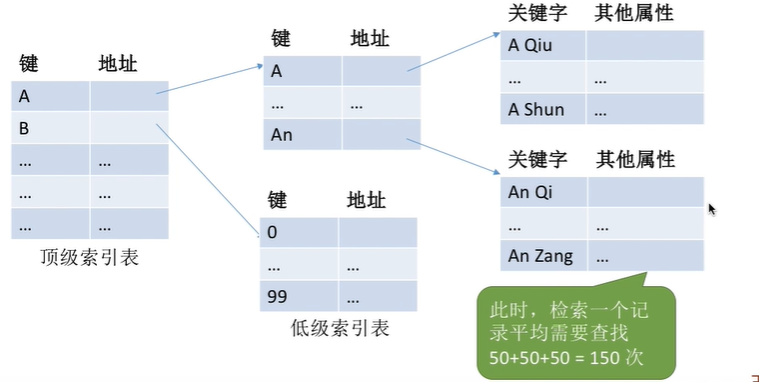 键 地址
A
B
... ...
... ...
... ...
顶级索引表
键 地址
A
... ...
An
键 地址
0
... ...
99 ...
低级索引表
关键字 其他属性
A Qiu
... ...
A Shun ...
关键字 其他属性
An Qi
... ...
An Zang ...
此时，检索一个记
录平均需要查找
50+50+50 = 150 次